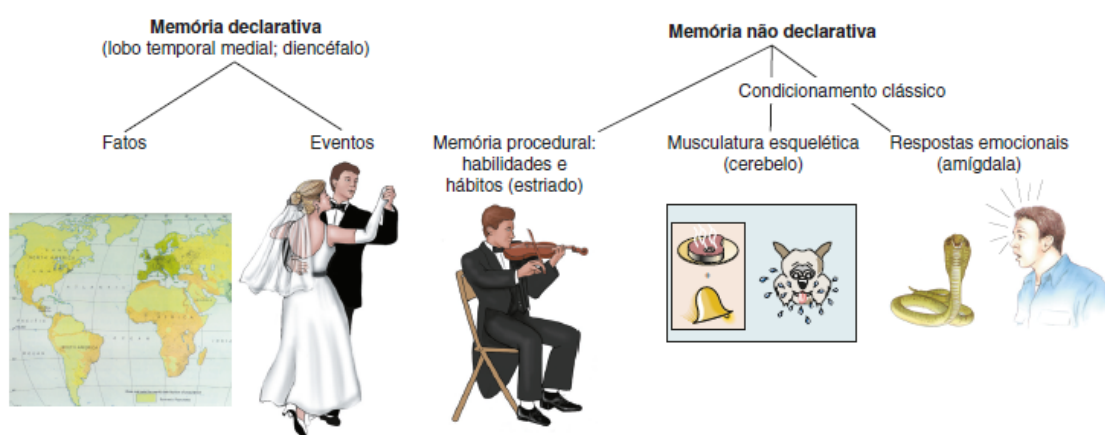 Memória declarativa
(lobo temporal medial; diencéfalo)
Fatos
Eventos
Memória não declarativa
Condicionamento clássico
Memória procedural:
habilidades e
hábitos (estriado)
Musculatura esquelética
(cerebelo)
Respostas emocionais
(amígdala)